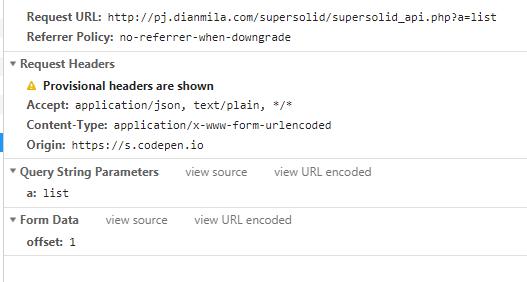 Request URL: http://pj.dianmila.com/supersolid/supersolid_api.php?a=list
Referrer Policy: no-referrer-when-downgrade
Request Headers
Provisional headers are shown
Accept: application/json, text/plain, */*
Content-Type: application/x-www-form-urlencoded
Origin: https://s.codepen.io
Query String Parameters view source view URL encoded
a: list
Form Data view source view URL encoded
offset: 1